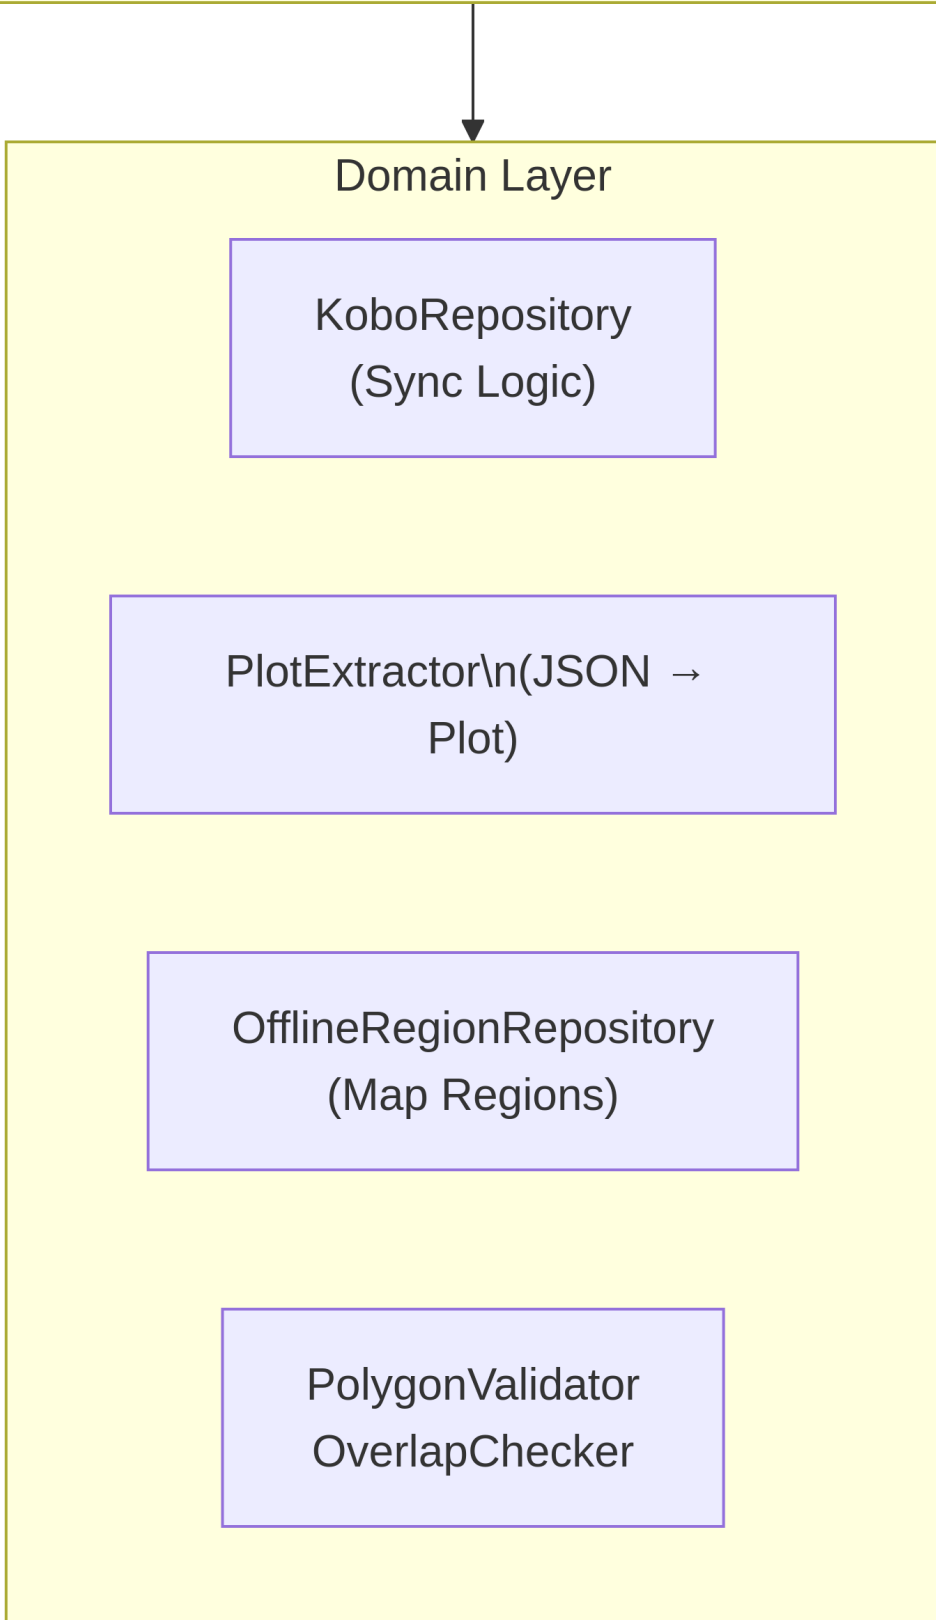 Domain Layer
KoboRepository
(Sync Logic)
PlotExtractor\n(JSON →
Plot)
OfflineRegionRepository
(Map Regions)
PolygonValidator
OverlapChecker